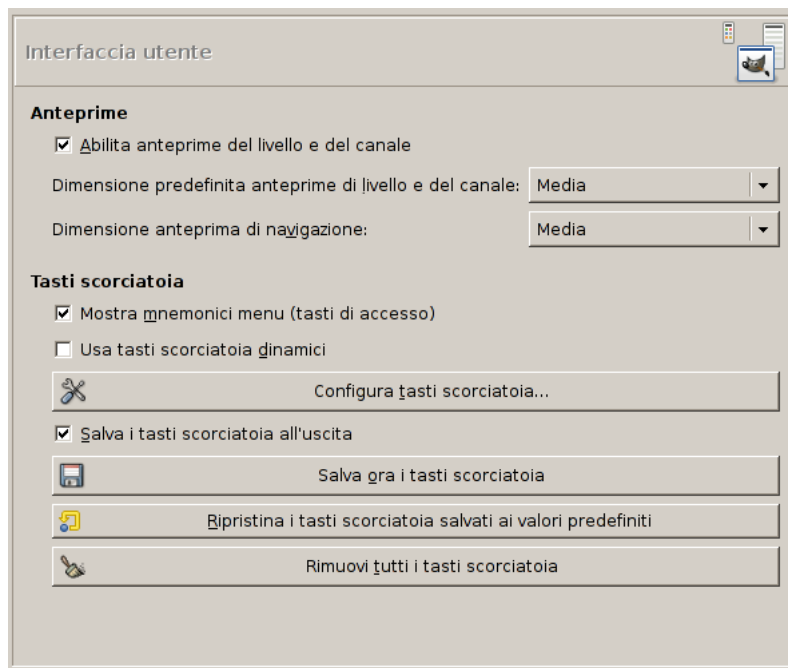 Interfaccia utente
Anteprime
Abilita anteprime del livello e del canale
Dimensione predefinita anteprime di livello e del canale: Media
Dimensione anteprima di navigazione: Media
Tasti scorciatoia
Mostra mnemonici menu (tasti di accesso)
Usa tasti scorciatoia dinamici
Configura tasti scorciatoia...
Salva i tasti scorciatoia all'uscita
Salva ora i tasti scorciatoia
Ripristina i tasti scorciatoia salvati ai valori predefiniti
Rimuovi tutti i tasti scorciatoia